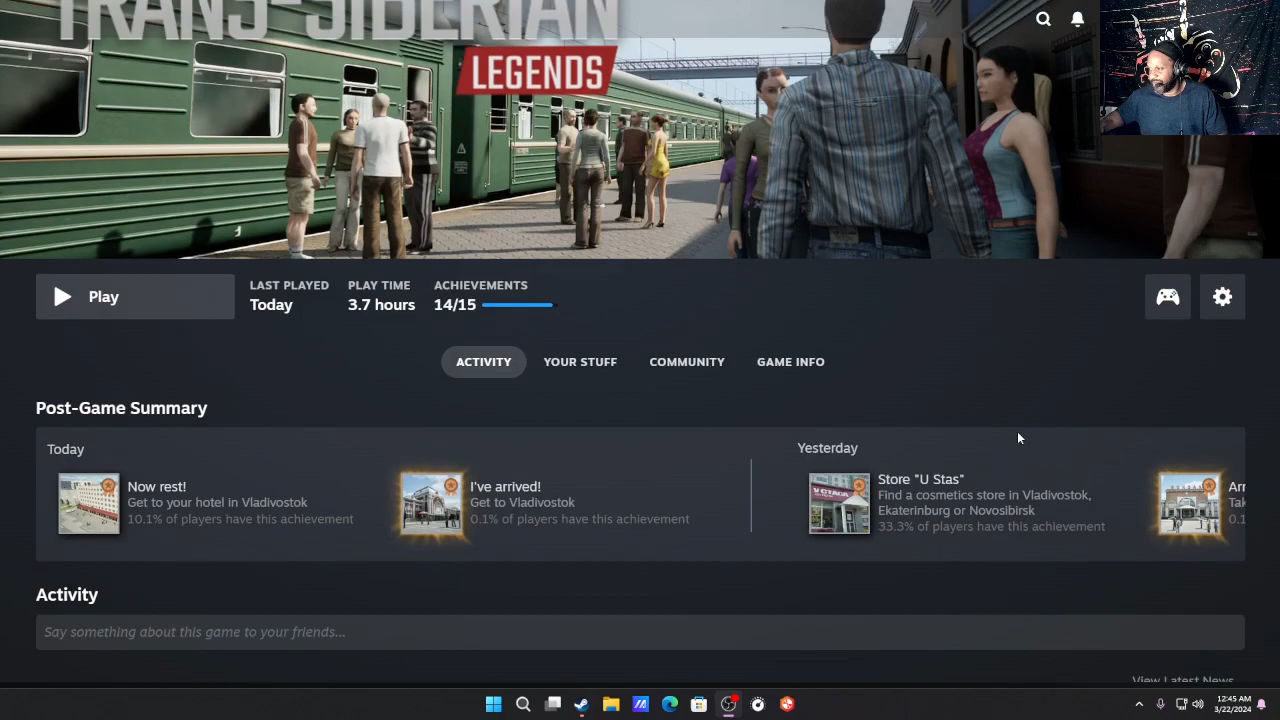 TRANS-SIBERIAN
LEGENDS
Play
LAST PLAYED
Today
PLAY TIME
3.7 hours
ACHIEVEMENTS
14/15
ACTIVITY
YOUR STUFF
COMMUNITY
GAME INFO
Post-Game Summary
Today
Now rest!
Get to your hotel in Vladivostok
10.1% of players have this achievement
I've arrived!
Get to Vladivostok
0.1% of players have this achievement
Yesterday
Store "U Stas"
Find a cosmetics store in Vladivostok,
Ekaterinburg or Novosibirsk
33.3% of players have this achievement
0.1
Activity
Say something about this game to your friends...
View Latest News
12:45 AM
3/22/2024